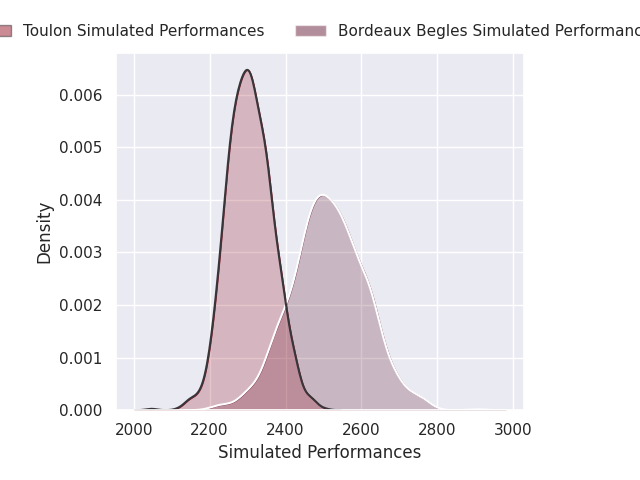 Toulon Simulated Performances
Bordeaux Begles Simulated Performanc
0.006
0.005
0.004
0.003
0.002
0.001
0.000
Density
2000 2200 2400 2600 2800 3000
Simulated Performances